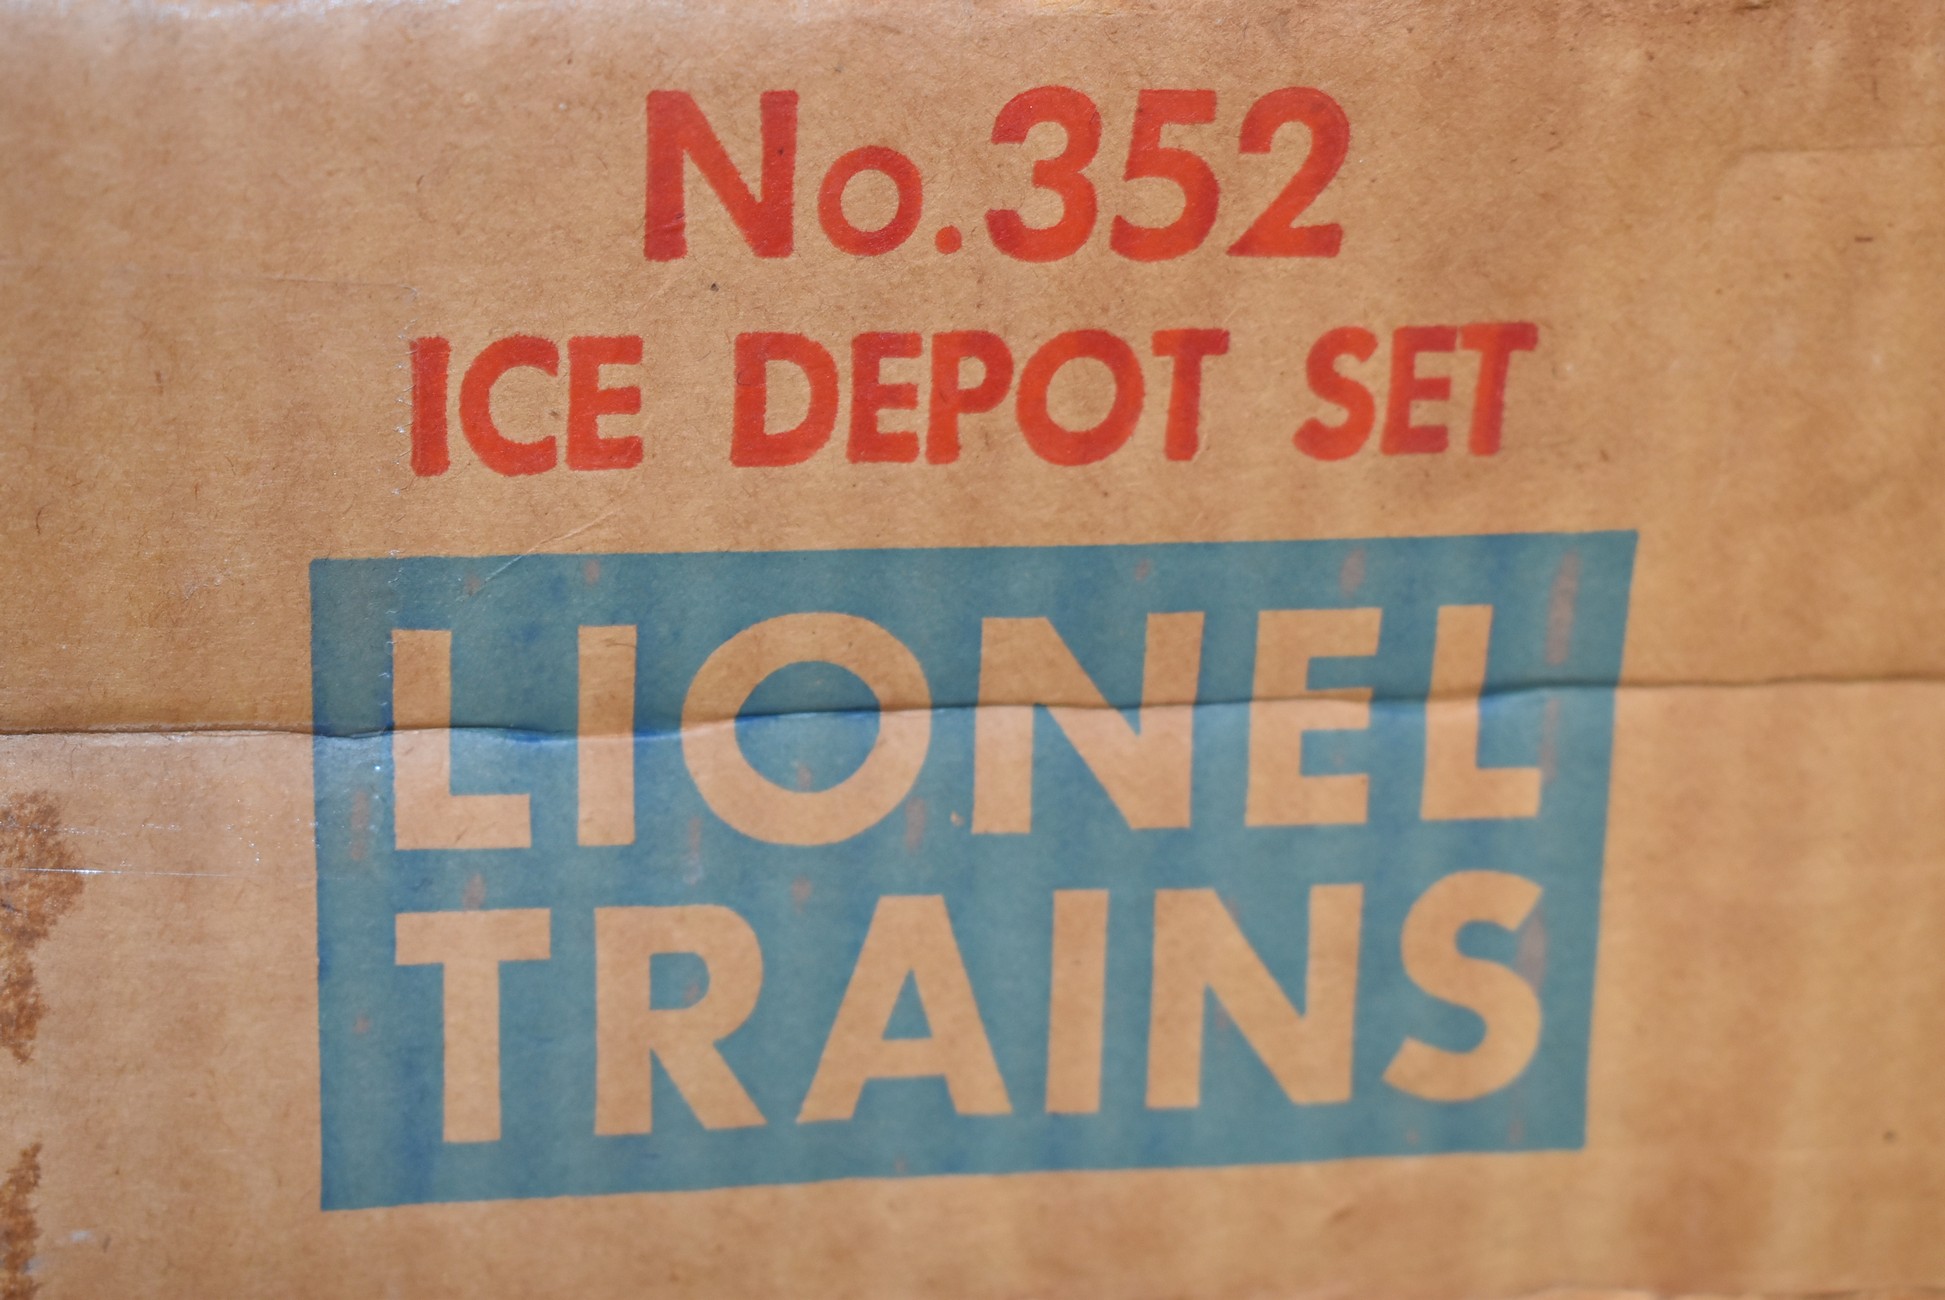 No. 352
ICE DEPOT SET
LIONEL
TRAINS